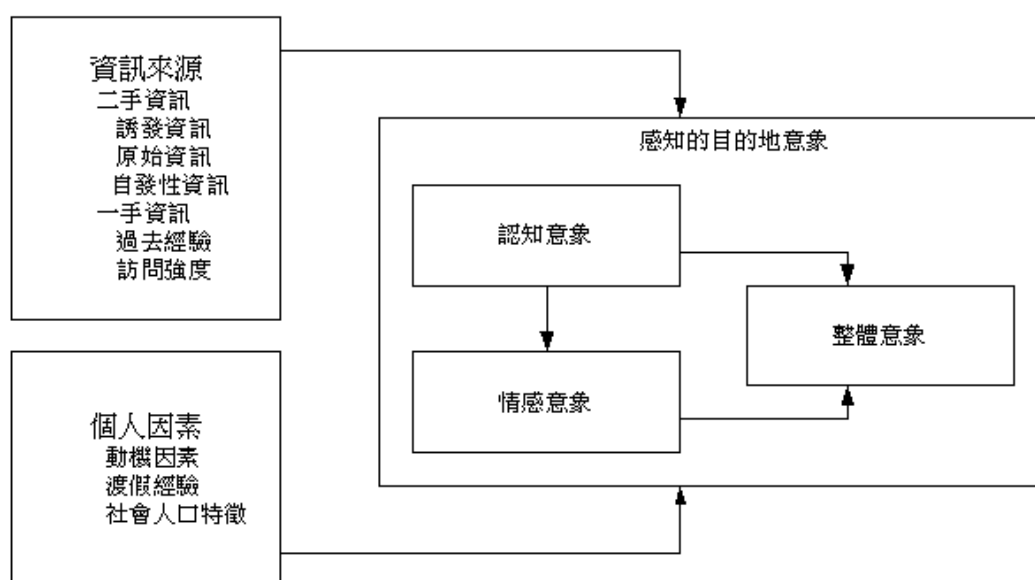 資訊來源
二手資訊
誘發資訊
原始資訊
自發性資訊
一手資訊
過去經驗
訪問強度
個人因素
動機因素
渡假經驗
社會人口特徵
感知的目的地意象
認知意象
情感意象
整體意象